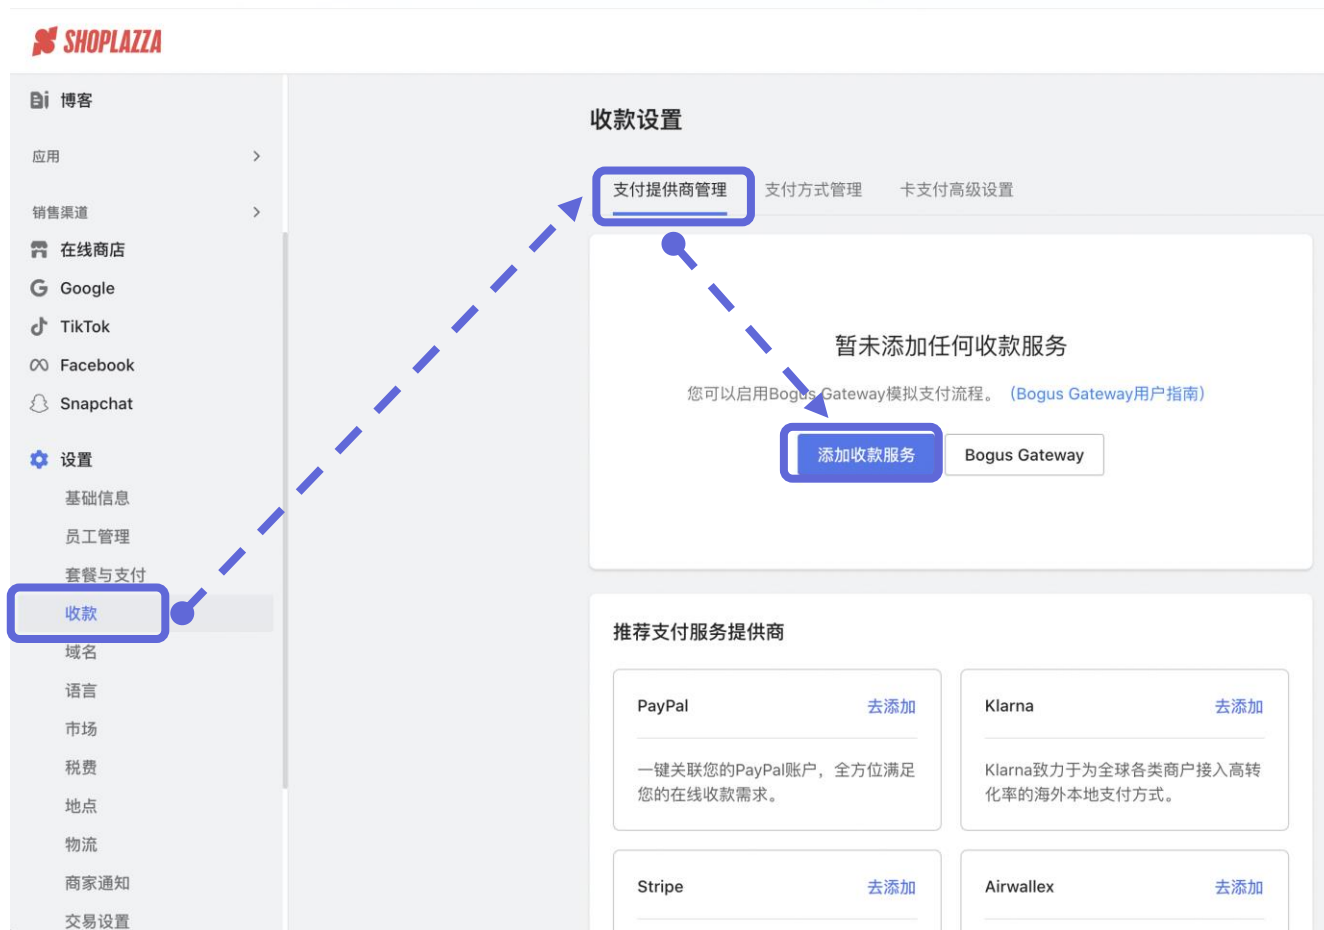 SHOPLAZZA
博客
应用
销售渠道
在线商店
Google
TikTok
Facebook
Snapchat
设置
基础信息
员工管理
套餐与支付
收款
域名
语言
市场
税费
地点
物流
商家通知
交易设置
收款设置
支付提供商管理
支付方式管理
卡支付高级设置
暂未添加任何收款服务
您可以启用Bogus Gateway模拟支付流程。（Bogus Gateway用户指南）
添加收款服务
Bogus Gateway
推荐支付服务提供商
PayPal
去添加
一键关联您的PayPal账户，全方位满足
您的在线收款需求。
Klarna
去添加
Klarna致力于为全球各类商户接入高转
化率的海外本地支付方式。
Stripe
去添加
Airwallex
去添加